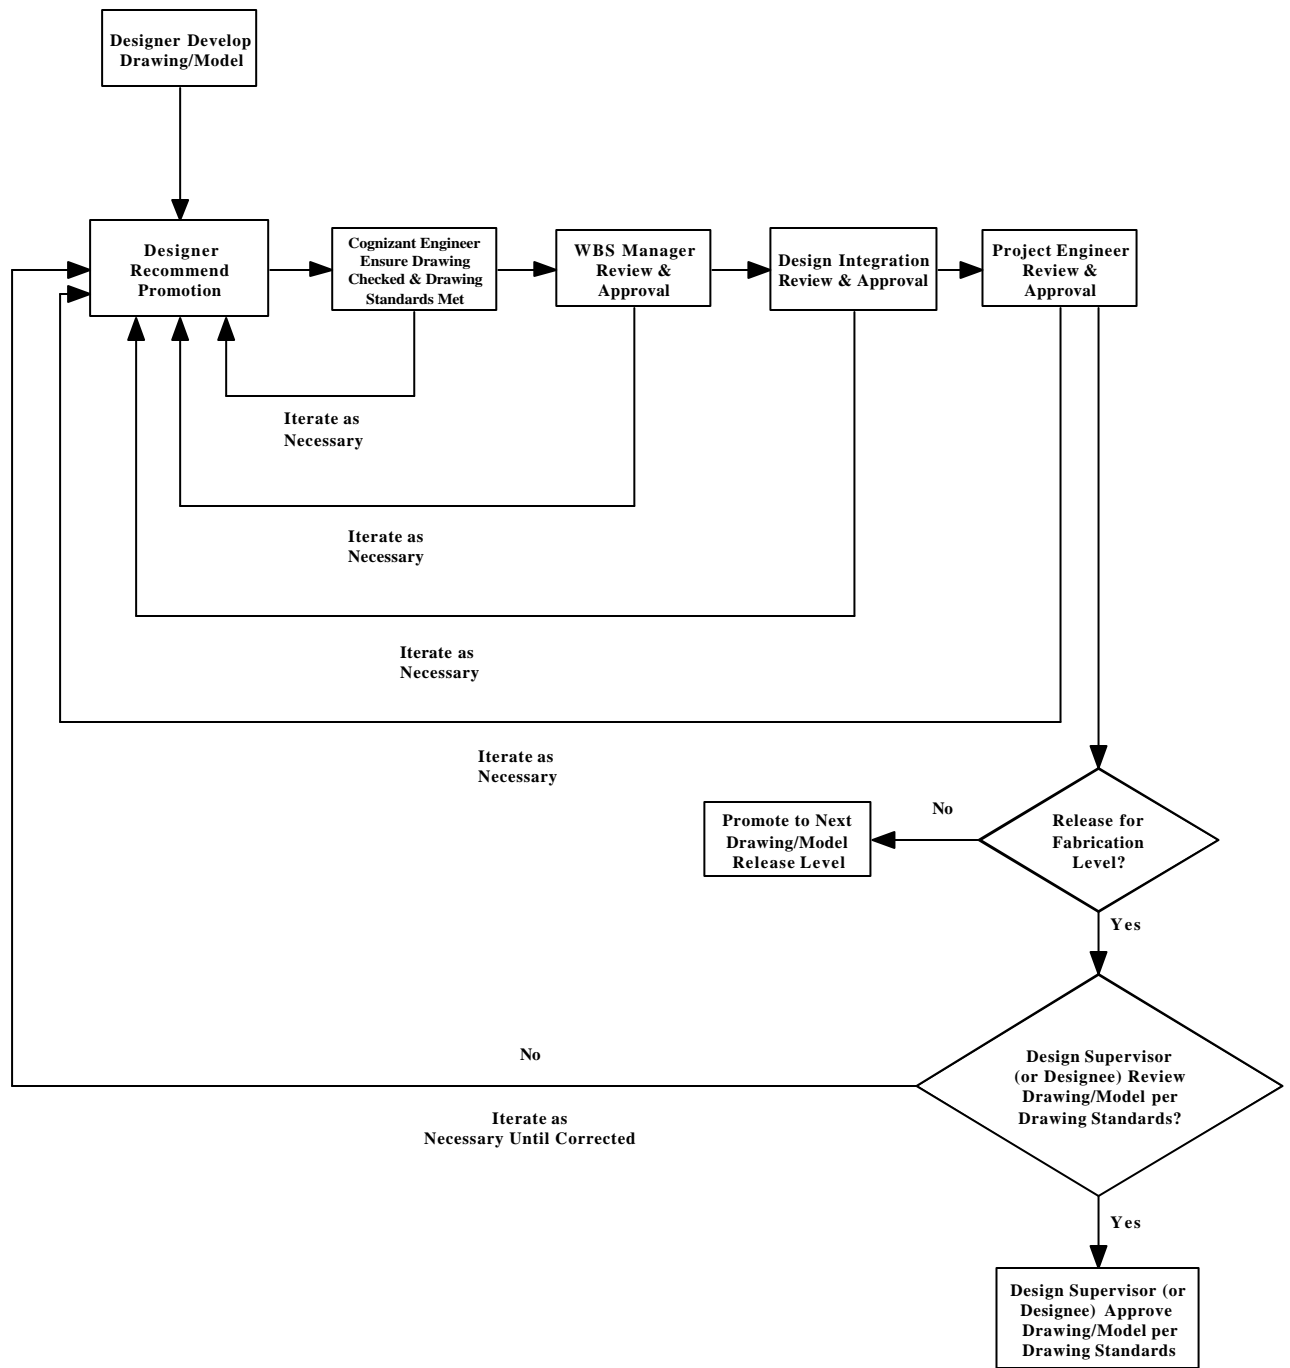 Designer Develop
Drawing/Model
Designer
Recommend
Promotion
Cognizant Engineer
Ensure Drawing
Checked & Drawing
Standards Met
WBS Manager
Review &
Approval
Design Integration
Review & Approval
Project Engineer
Review &
Approval
Iterate as
Necessary
Iterate as
Necessary
Iterate as
Necessary
Iterate as
Necessary
No
Promote to Next
Drawing/Model
Release Level
Release for
Fabrication
Level?
Yes
No
Iterate as
Necessary Until Corrected
Design Supervisor
(or Designee) Review
Drawing/Model per
Drawing Standards?
Yes
Design Supervisor (or
Designee) Approve
Drawing/Model per
Drawing Standards